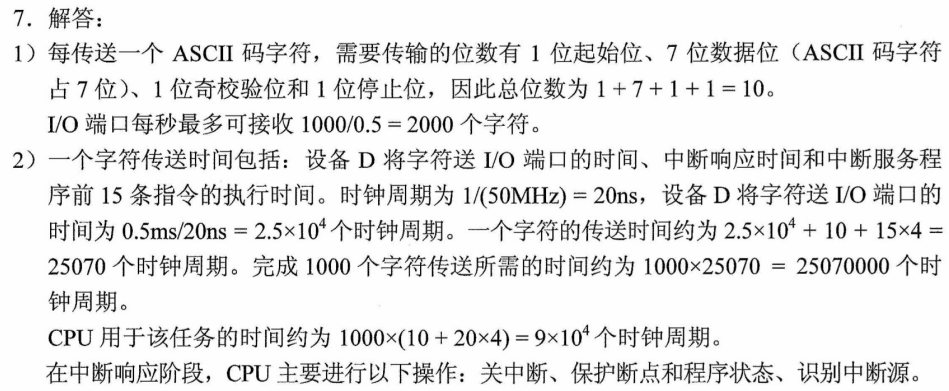 7．解答：
1）每传送一个 ASCII 码字符，需要传输的位数有 1 位起始位、7 位数据位（ASCII 码字符
占 7 位）、1 位奇校验位和 1 位停止位，因此总位数为 1 + 7 + 1 + 1 = 10。
I/O 端口每秒最多可接收 1000/0.5 = 2000 个字符。
2）一个字符传送时间包括：设备 D 将字符送 I/O 端口的时间、中断响应时间和中断服务程
序前 15 条指令的执行时间。时钟周期为 1/(50MHz) = 20ns，设备 D 将字符送 I/O 端口的
时间为 0.5ms/20ns = 2.5×10⁴ 个时钟周期。一个字符的传送时间约为 2.5×10⁴ + 10 + 15×4 =
25070 个时钟周期。完成 1000 个字符传送所需的时间约为 1000×25070 = 25070000 个时
钟周期。
CPU 用于该任务的时间约为 1000×(10 + 20×4) = 9×10⁴ 个时钟周期。
在中断响应阶段，CPU 主要进行以下操作：关中断、保护断点和程序状态、识别中断源。